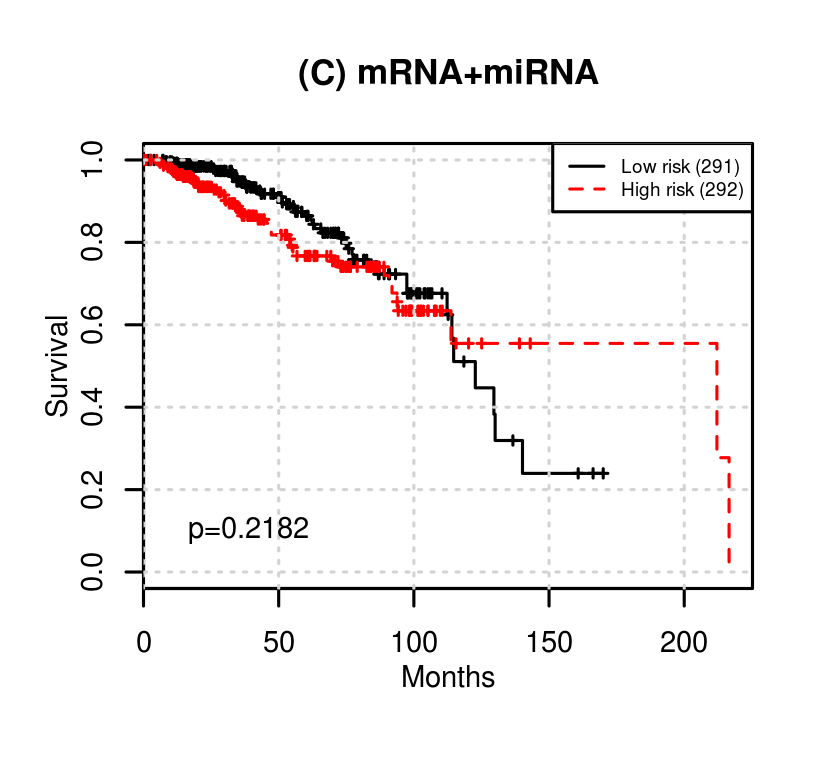 (C) mRNA+miRNA
Low risk (291)
High risk (292)
1.0
0.8
0.6
0.4
0.2
0.0
Survival
p=0.2182
0 50 100 150 200
Months